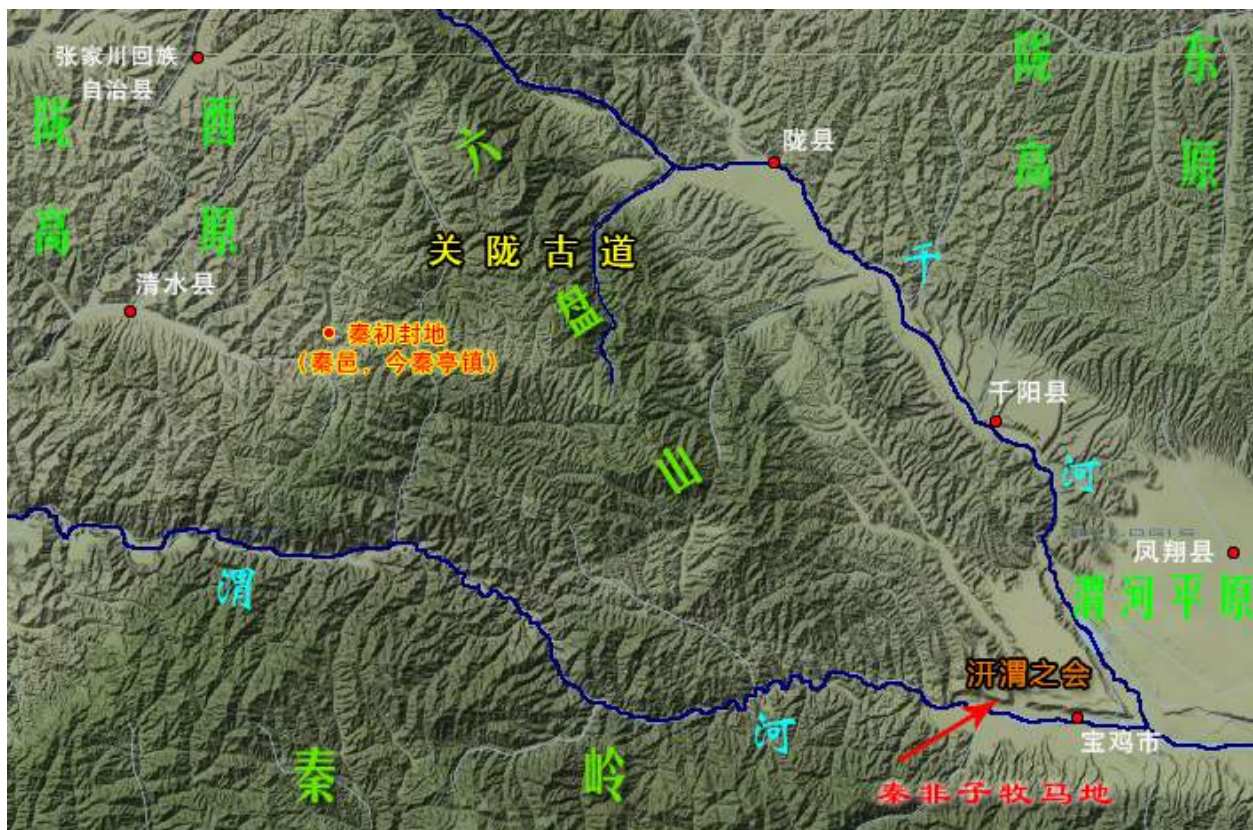 张家川回族
自治县
陇西
高原
六盘山
陇东
高原
陇县
关陇古道
千河
清水县
秦初封地
(秦邑，今秦亭镇)
千阳县
凤翔县
渭河平原
渭河
汧渭之会
宝鸡市
秦岭
秦非子牧马地